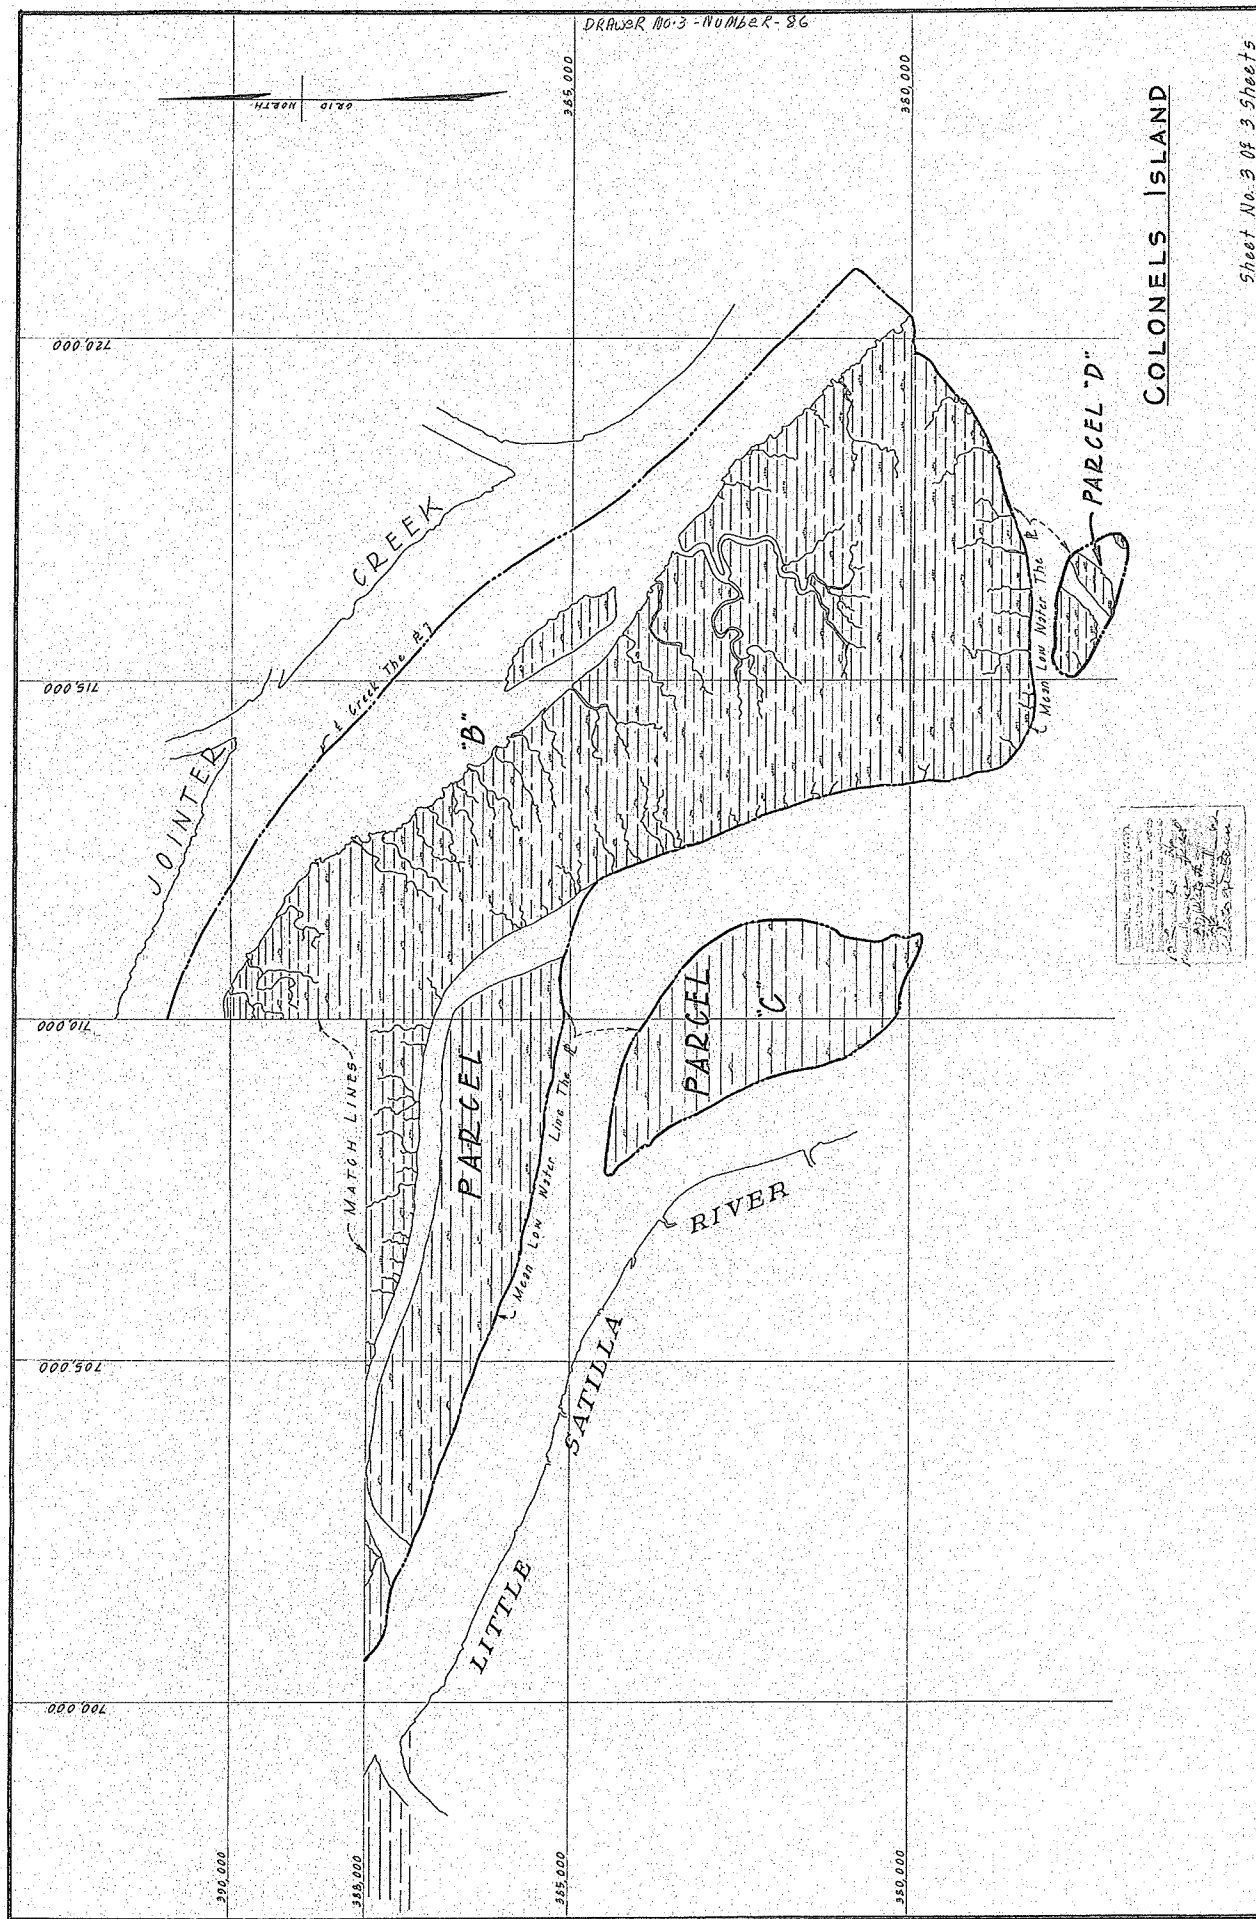 DRAWER NO. 3 - NUMBER - 86
Sheet No. 3 Of 3 Sheets
COLONELS ISLAND
GRID NORTH
385,000
380,000
720,000
715,000
710,000
705,000
700,000
390,000
388,000
385,000
380,000
JOINTER CREEK
℄ Creek The ⅊
"B"
PARCEL
PARCEL "C"
PARCEL "D"
Mean Low Water The ⅊
Mean Low Water Line The ⅊
MATCH LINES
LITTLE SATILLA RIVER